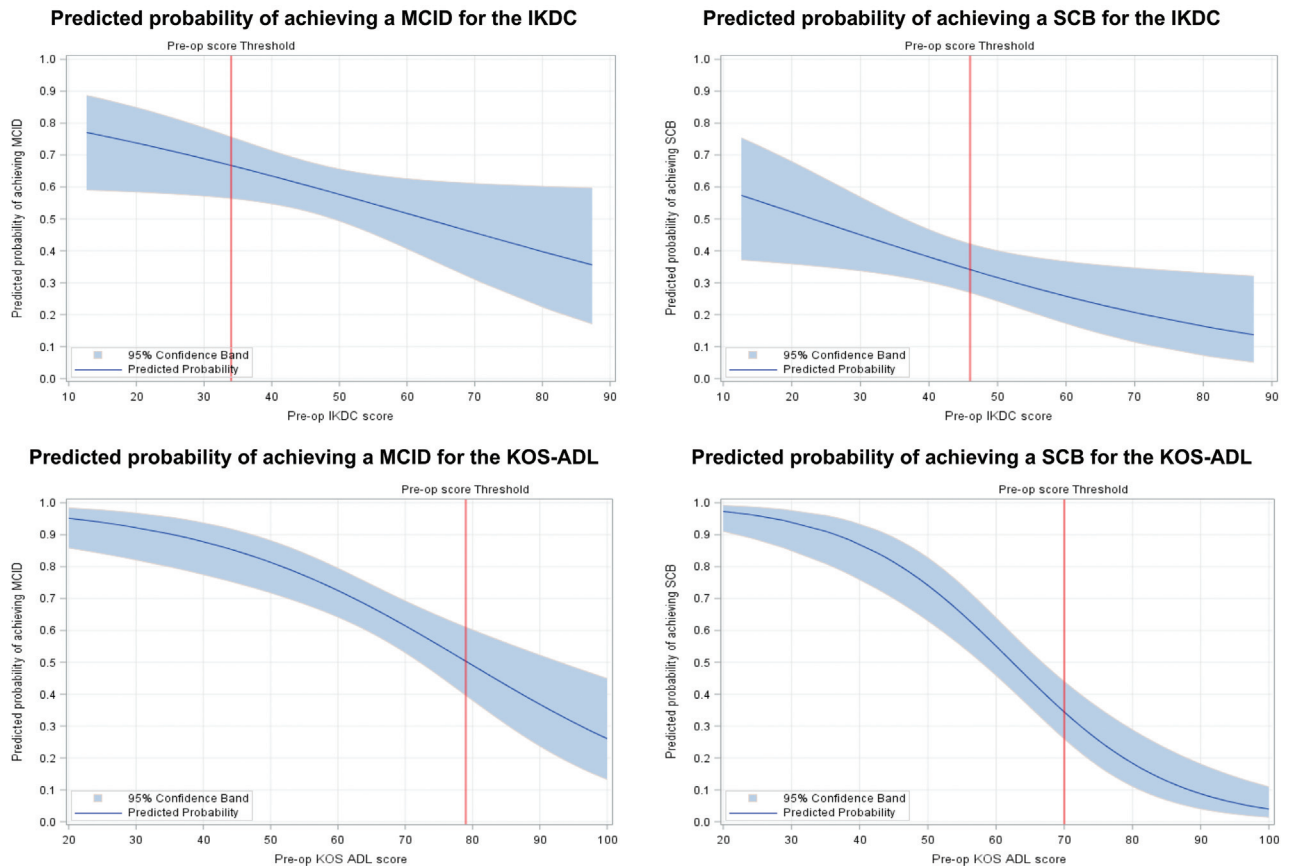 Predicted probability of achieving a MCID for the IKDC
Pre-op score Threshold
Predicted probability of achieving MCID
1.0
0.9
0.8
0.7
0.6
0.5
0.4
0.3
0.2
0.1
0.0
95% Confidence Band
Predicted Probability
10 20 30 40 50 60 70 80 90
Pre-op IKDC score
Predicted probability of achieving a SCB for the IKDC
Pre-op score Threshold
Predicted probability of achieving SCB
1.0
0.9
0.8
0.7
0.6
0.5
0.4
0.3
0.2
0.1
0.0
95% Confidence Band
Predicted Probability
10 20 30 40 50 60 70 80 90
Pre-op IKDC score
Predicted probability of achieving a MCID for the KOS-ADL
Pre-op score Threshold
Predicted probability of achieving MCID
1.0
0.9
0.8
0.7
0.6
0.5
0.4
0.3
0.2
0.1
0.0
95% Confidence Band
Predicted Probability
20 30 40 50 60 70 80 90 100
Pre-op KOS ADL score
Predicted probability of achieving a SCB for the KOS-ADL
Pre-op score Threshold
Predicted probability of achieving SCB
1.0
0.9
0.8
0.7
0.6
0.5
0.4
0.3
0.2
0.1
0.0
95% Confidence Band
Predicted Probability
20 30 40 50 60 70 80 90 100
Pre-op KOS ADL score